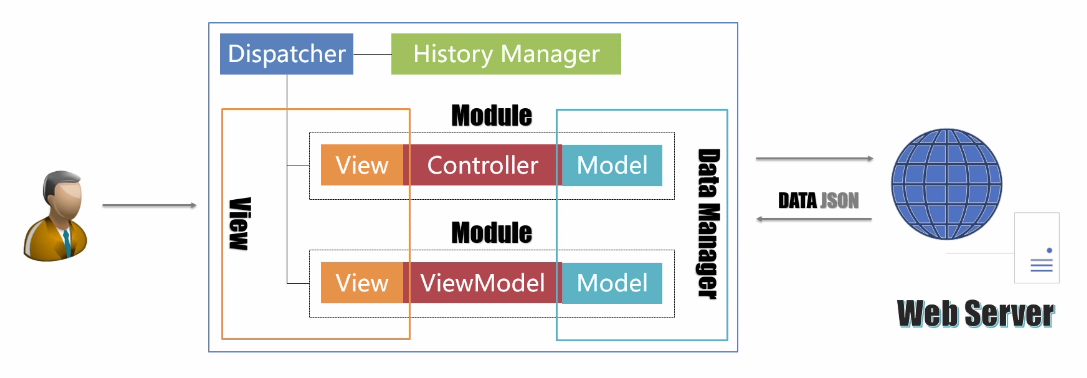 Dispatcher
History Manager
Module
View
Controller
Model
View
Data Manager
Module
View
ViewModel
Model
DATA JSON
Web Server